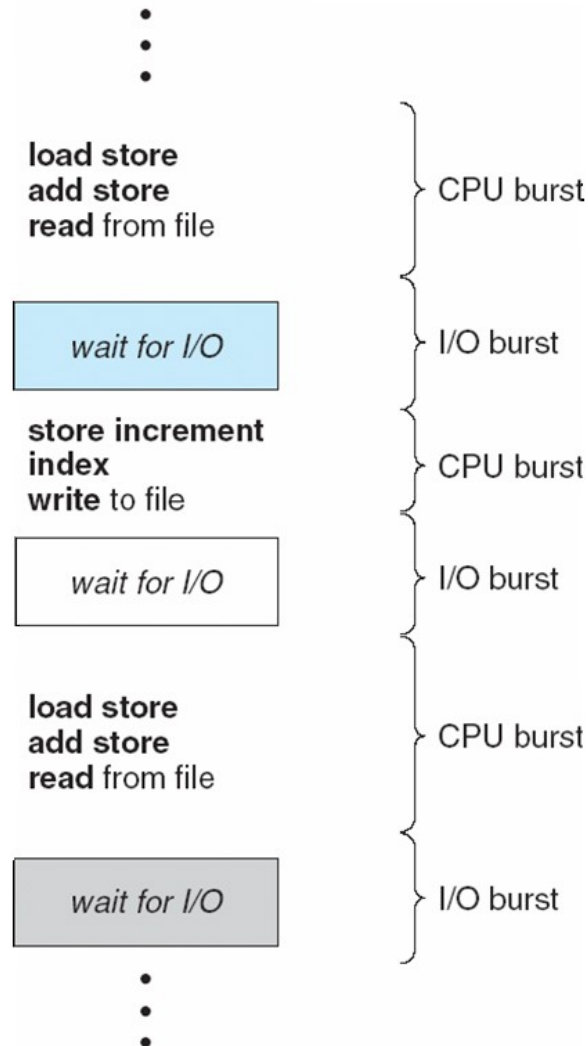 load store
add store
read from file
CPU burst
wait for I/O
I/O burst
store increment
index
write to file
CPU burst
wait for I/O
I/O burst
load store
add store
read from file
CPU burst
wait for I/O
I/O burst